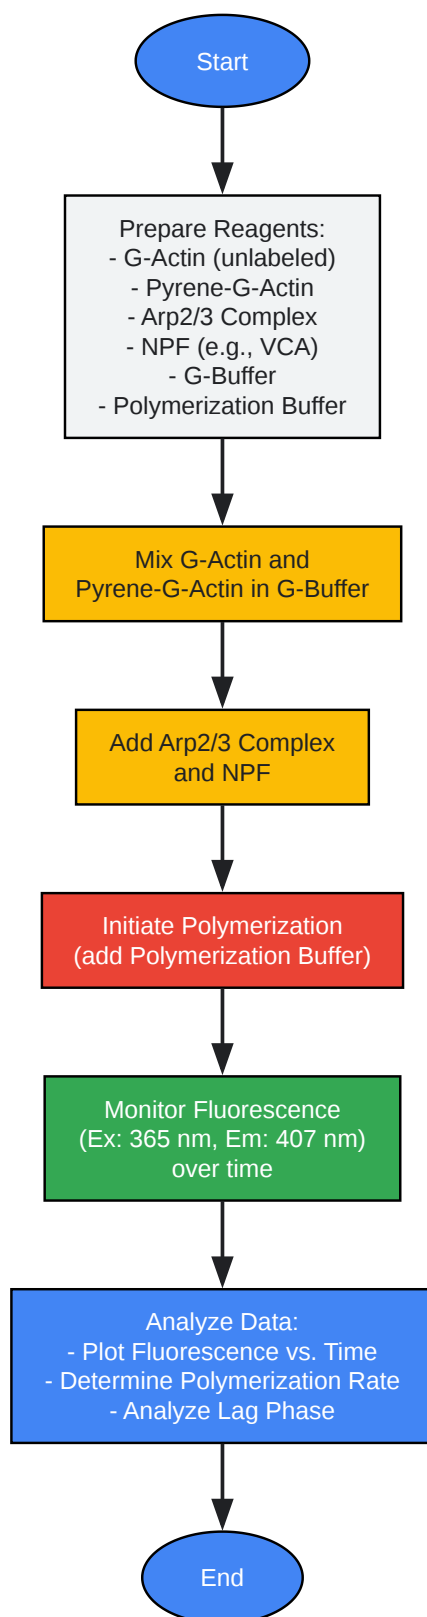 Start
Prepare Reagents:
- G-Actin (unlabeled)
- Pyrene-G-Actin
- Arp2/3 Complex
- NPF (e.g., VCA)
- G-Buffer
- Polymerization Buffer
Mix G-Actin and
Pyrene-G-Actin in G-Buffer
Add Arp2/3 Complex
and NPF
Initiate Polymerization
(add Polymerization Buffer)
Monitor Fluorescence
(Ex: 365 nm, Em: 407 nm)
over time
Analyze Data:
- Plot Fluorescence vs. Time
- Determine Polymerization Rate
- Analyze Lag Phase
End